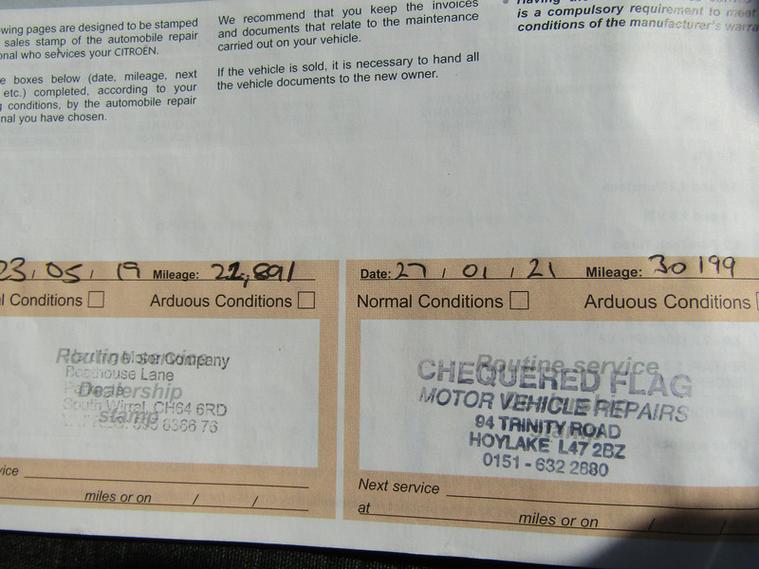 wing pages are designed to be stamped
sales stamp of the automobile repair
onal who services your CITROËN.
e boxes below (date, mileage, next
etc.) completed, according to your
conditions, by the automobile repair
nal you have chosen.
We recommend that you keep the invoices
and documents that relate to the maintenance
carried out on your vehicle.
If the vehicle is sold, it is necessary to hand all
the vehicle documents to the new owner.
is a compulsory requirement to meet
conditions of the manufacturer's warra
23 / 05 / 19 Mileage: 22,891
l Conditions Arduous Conditions
Routine service
Motor Company
Boathouse Lane
Dealership
South Wirral, CH64 6RD
stamp
vice
miles or on / /
Date: 27 / 01 / 21 Mileage: 30 199
Normal Conditions Arduous Conditions
Routine service
CHEQUERED FLAG
MOTOR VEHICLE REPAIRS
94 TRINITY ROAD
HOYLAKE L47 2BZ
0151 - 632 2880
Next service
at miles or on / /